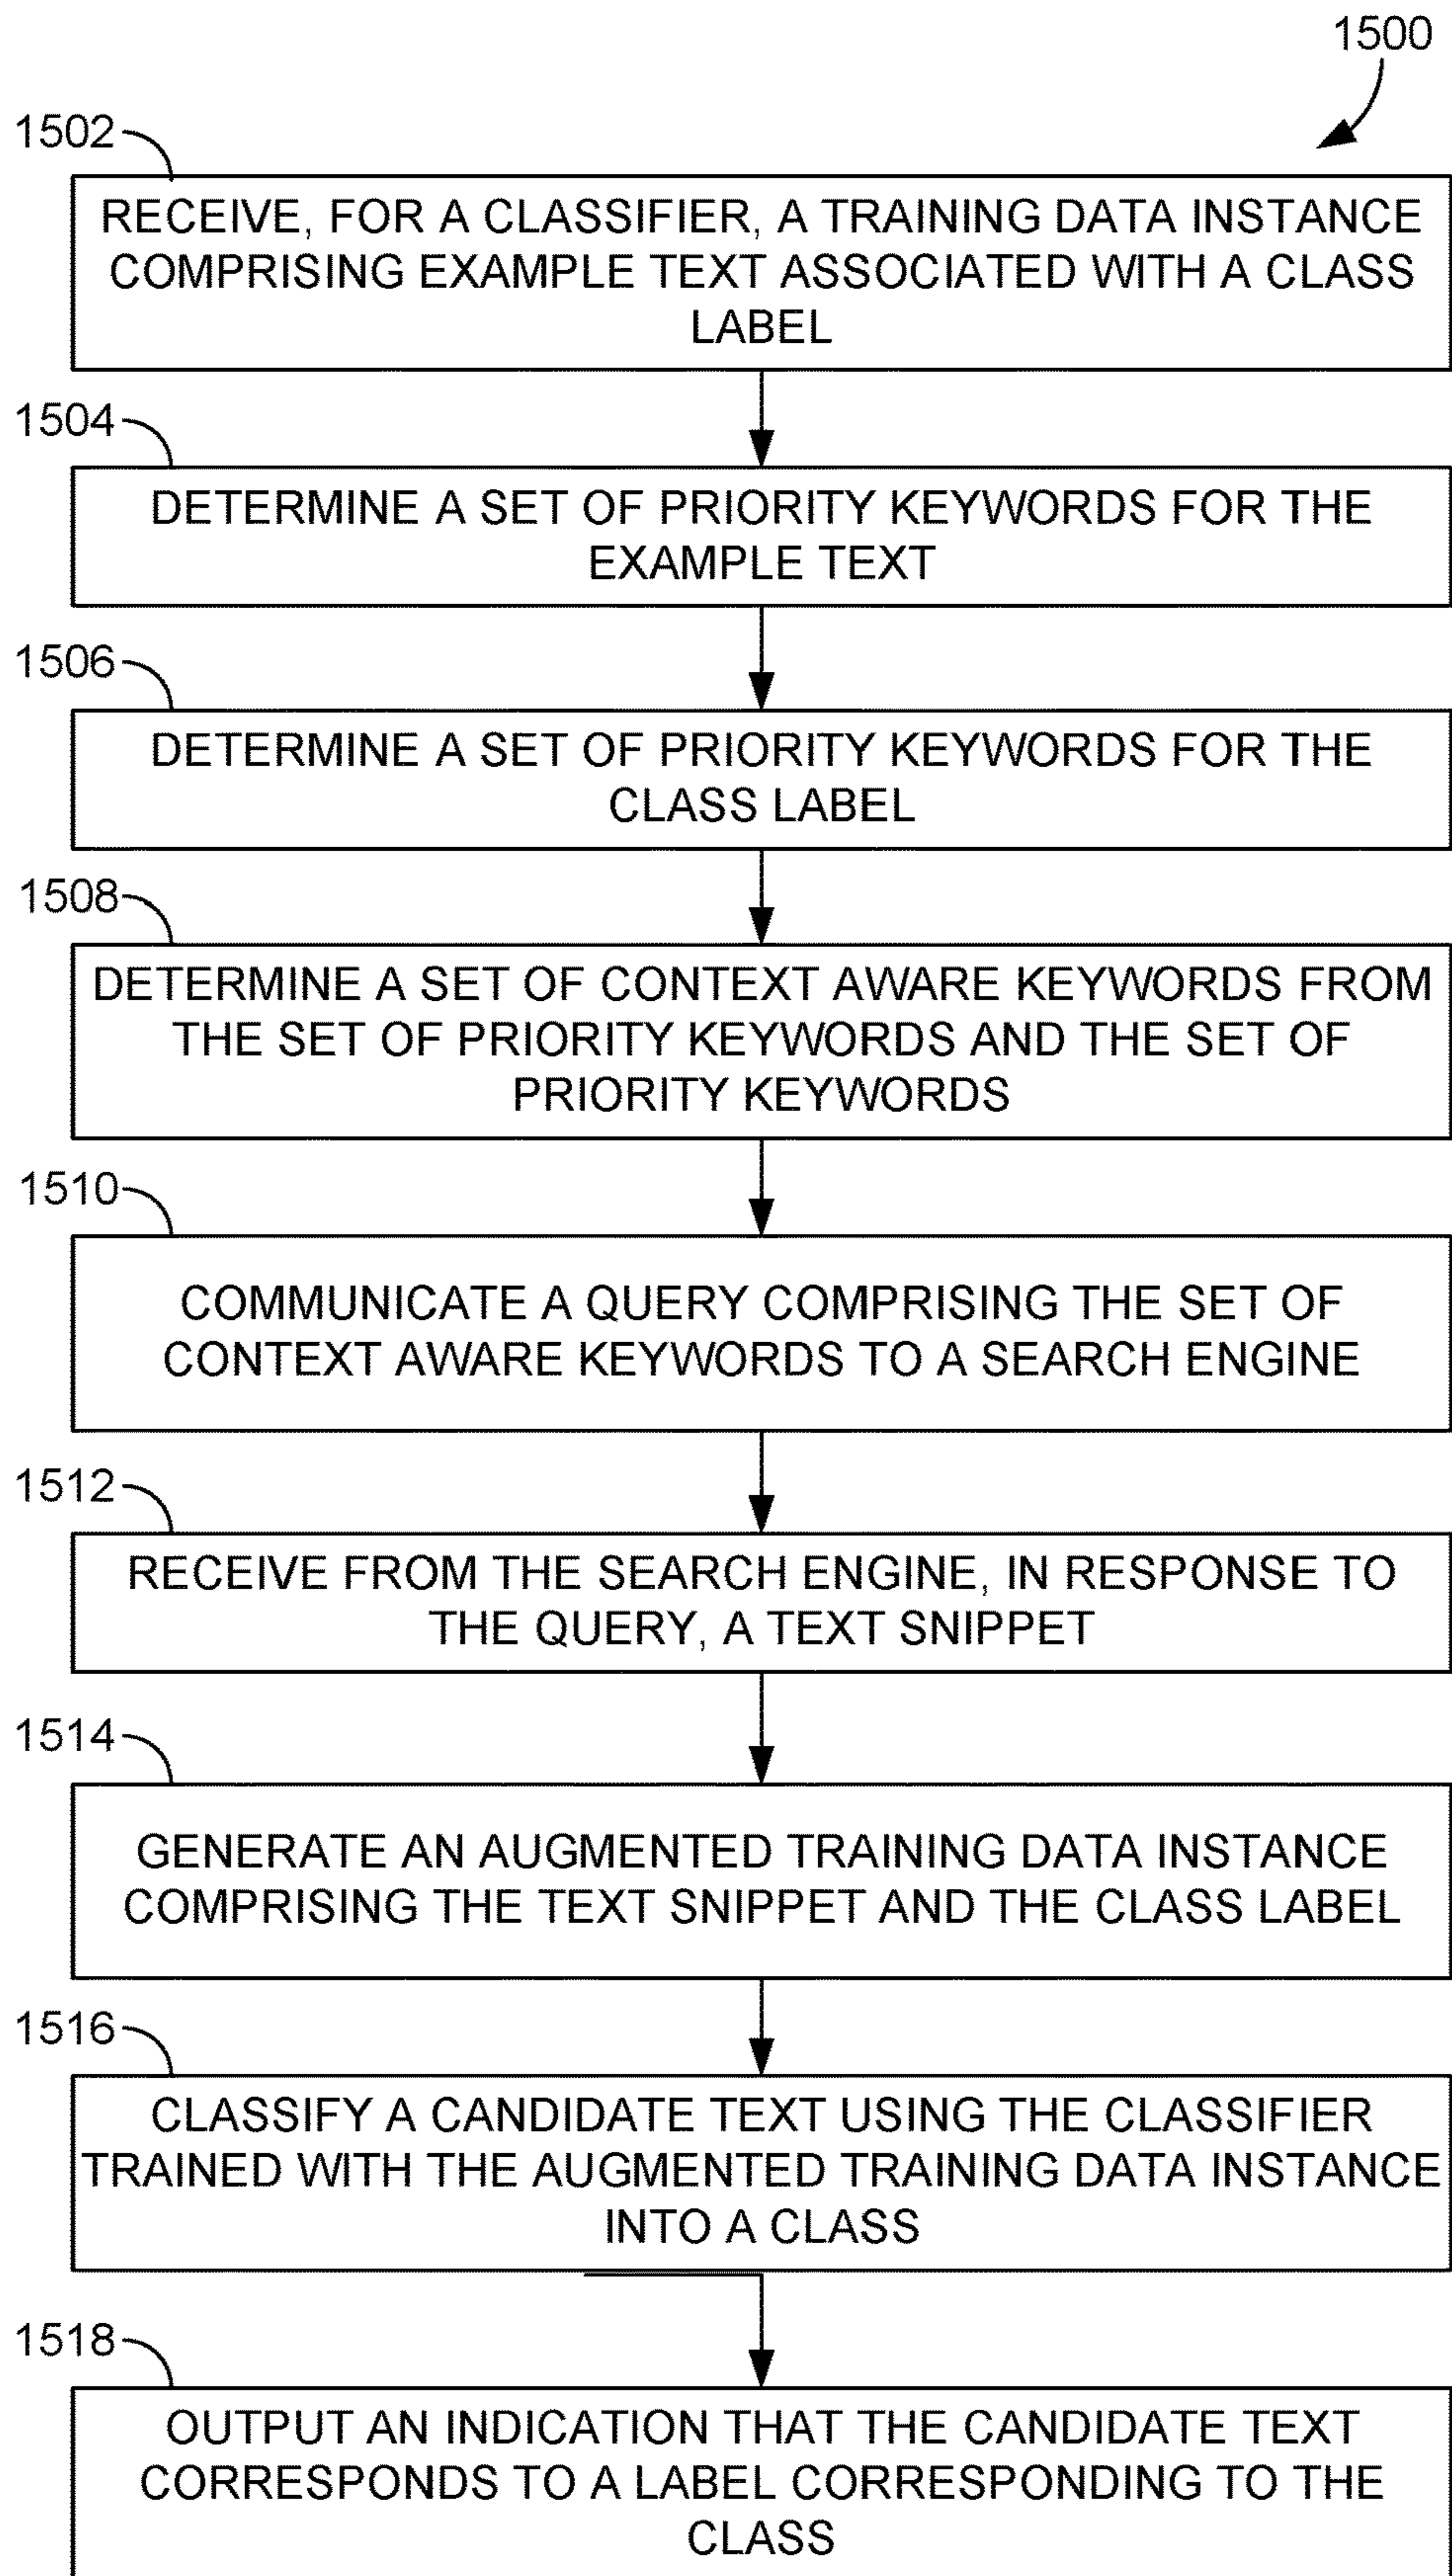 1500
1502
RECEIVE, FOR A CLASSIFIER, A TRAINING DATA INSTANCE
COMPRISING EXAMPLE TEXT ASSOCIATED WITH A CLASS
LABEL
1504
DETERMINE A SET OF PRIORITY KEYWORDS FOR THE
EXAMPLE TEXT
1506
DETERMINE A SET OF PRIORITY KEYWORDS FOR THE
CLASS LABEL
1508
DETERMINE A SET OF CONTEXT AWARE KEYWORDS FROM
THE SET OF PRIORITY KEYWORDS AND THE SET OF
PRIORITY KEYWORDS
1510
COMMUNICATE A QUERY COMPRISING THE SET OF
CONTEXT AWARE KEYWORDS TO A SEARCH ENGINE
1512
RECEIVE FROM THE SEARCH ENGINE, IN RESPONSE TO
THE QUERY, A TEXT SNIPPET
1514
GENERATE AN AUGMENTED TRAINING DATA INSTANCE
COMPRISING THE TEXT SNIPPET AND THE CLASS LABEL
1516
CLASSIFY A CANDIDATE TEXT USING THE CLASSIFIER
TRAINED WITH THE AUGMENTED TRAINING DATA INSTANCE
INTO A CLASS
1518
OUTPUT AN INDICATION THAT THE CANDIDATE TEXT
CORRESPONDS TO A LABEL CORRESPONDING TO THE
CLASS